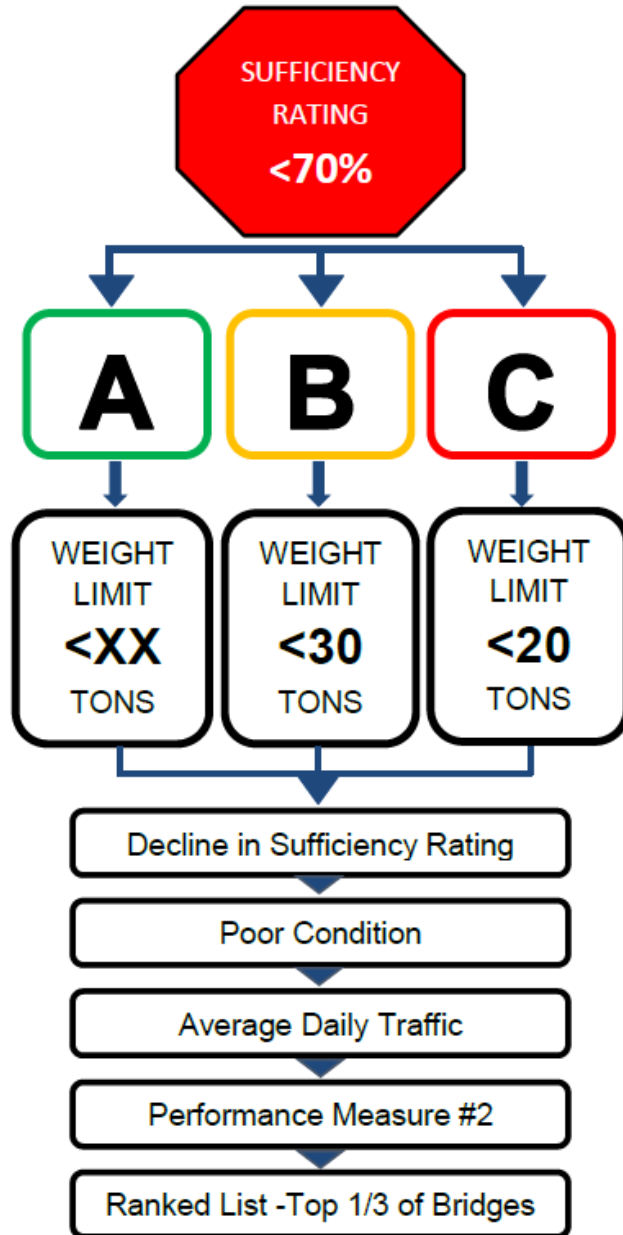 SUFFICIENCY
RATING
<70%
A
B
C
WEIGHT
LIMIT
<XX
TONS
WEIGHT
LIMIT
<30
TONS
WEIGHT
LIMIT
<20
TONS
Decline in Sufficiency Rating
Poor Condition
Average Daily Traffic
Performance Measure #2
Ranked List -Top 1/3 of Bridges